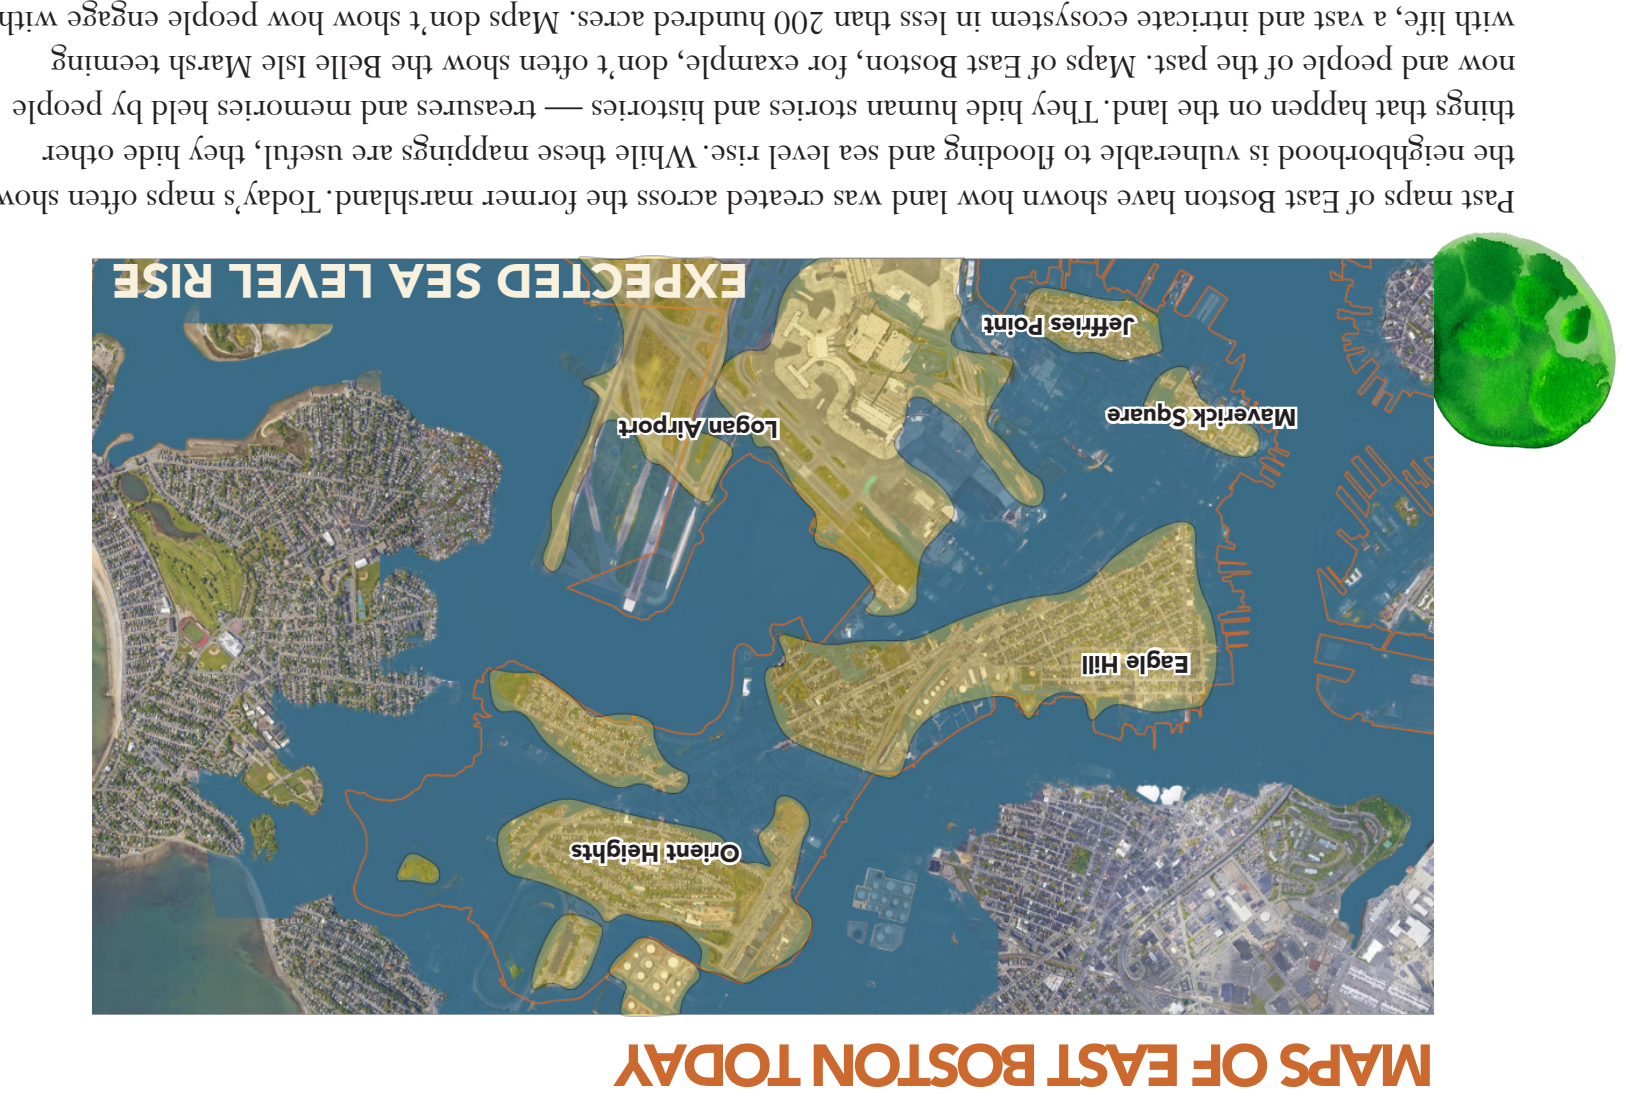 MAPS OF EAST BOSTON TODAY
Orient Heights
Eagle Hill
Logan Airport
Maverick Square
Jeffries Point
EXPECTED SEA LEVEL RISE
Past maps of East Boston have shown how land was created across the former marshland. Today’s maps often show
the neighborhood is vulnerable to flooding and sea level rise. While these mappings are useful, they hide other
things that happen on the land. They hide human stories and histories — treasures and memories held by people
now and people of the past. Maps of East Boston, for example, don’t often show the Belle Isle Marsh teeming
with life, a vast and intricate ecosystem in less than 200 hundred acres. Maps don’t show how people engage with